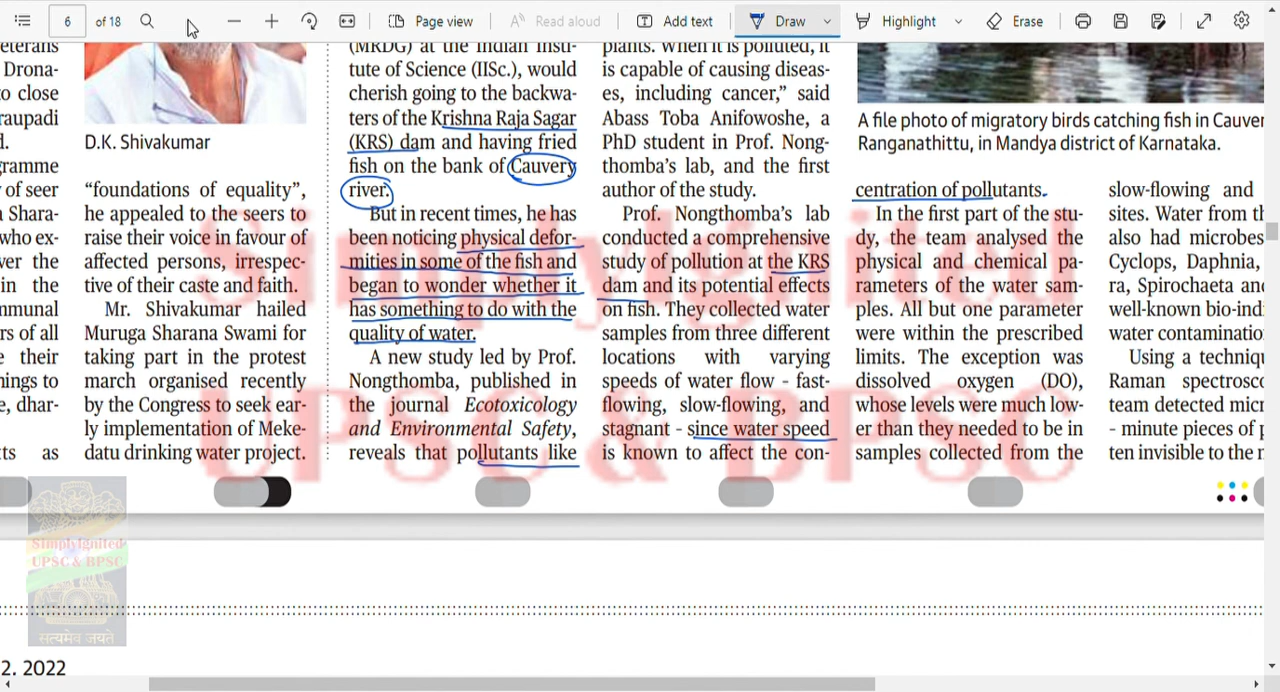 6 of 18 Page view Read aloud Add text Draw Highlight Erase
eterans
Drona-
to close
raupadi
d.
gramme
of seer
Shara-
who ex-
ver the
in the
mmunal
rs of all
their
nings to
e, dhar-
ts as
D.K. Shivakumar
“foundations of equality”,
he appealed to the seers to
raise their voice in favour of
affected persons, irrespec-
tive of their caste and faith.
Mr. Shivakumar hailed
Muruga Sharana Swami for
taking part in the protest
march organised recently
by the Congress to seek ear-
ly implementation of Meke-
datu drinking water project.
(MRDG) at the Indian Insti-
tute of Science (IISc.), would
cherish going to the backwa-
ters of the Krishna Raja Sagar
(KRS) dam and having fried
fish on the bank of Cauvery
river.
But in recent times, he has
been noticing physical defor-
mities in some of the fish and
began to wonder whether it
has something to do with the
quality of water.
A new study led by Prof.
Nongthomba, published in
the journal Ecotoxicology
and Environmental Safety,
reveals that pollutants like
plants. When it is polluted, it
is capable of causing diseas-
es, including cancer,” said
Abass Toba Anifowoshe, a
PhD student in Prof. Nong-
thomba’s lab, and the first
author of the study.
Prof. Nongthomba’s lab
conducted a comprehensive
study of pollution at the KRS
dam and its potential effects
on fish. They collected water
samples from three different
locations with varying
speeds of water flow - fast-
flowing, slow-flowing, and
stagnant - since water speed
is known to affect the con-
A file photo of migratory birds catching fish in Cauver
Ranganathittu, in Mandya district of Karnataka.
centration of pollutants.
In the first part of the stu-
dy, the team analysed the
physical and chemical pa-
rameters of the water sam-
ples. All but one parameter
were within the prescribed
limits. The exception was
dissolved oxygen (DO),
whose levels were much low-
er than they needed to be in
samples collected from the
slow-flowing and
sites. Water from th
also had microbes
Cyclops, Daphnia,
ra, Spirochaeta and
well-known bio-indi
water contaminatio
Using a techniqu
Raman spectrosco
team detected micr
- minute pieces of p
ten invisible to the n
SimplyIgnited
UPSC & BPSC
SimplyIgnited
UPSC & BPSC
सत्यमेव जयते
2. 2022